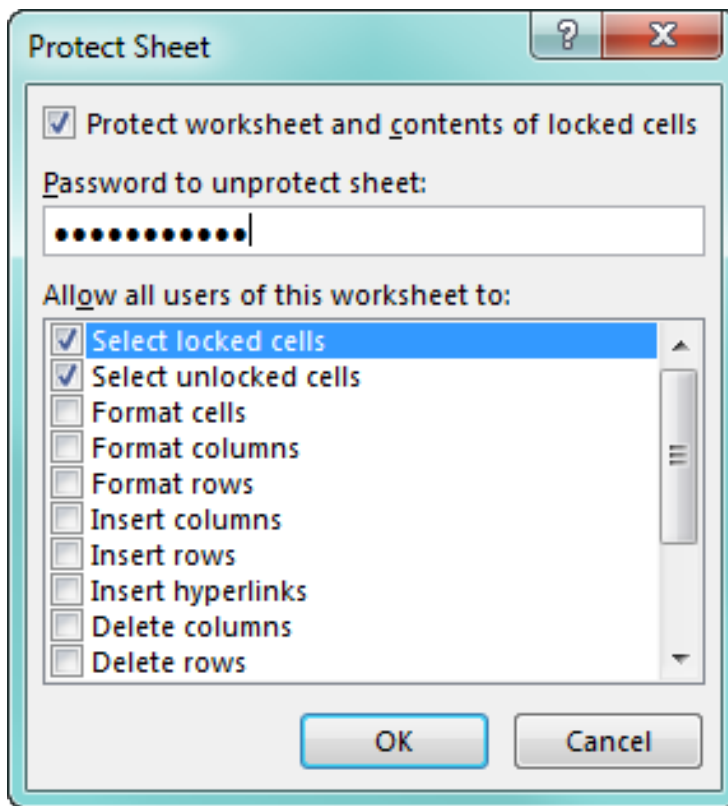 Protect Sheet
Protect worksheet and contents of locked cells
Password to unprotect sheet:
●●●●●●●●●●●
Allow all users of this worksheet to:
Select locked cells
Select unlocked cells
Format cells
Format columns
Format rows
Insert columns
Insert rows
Insert hyperlinks
Delete columns
Delete rows
OK Cancel